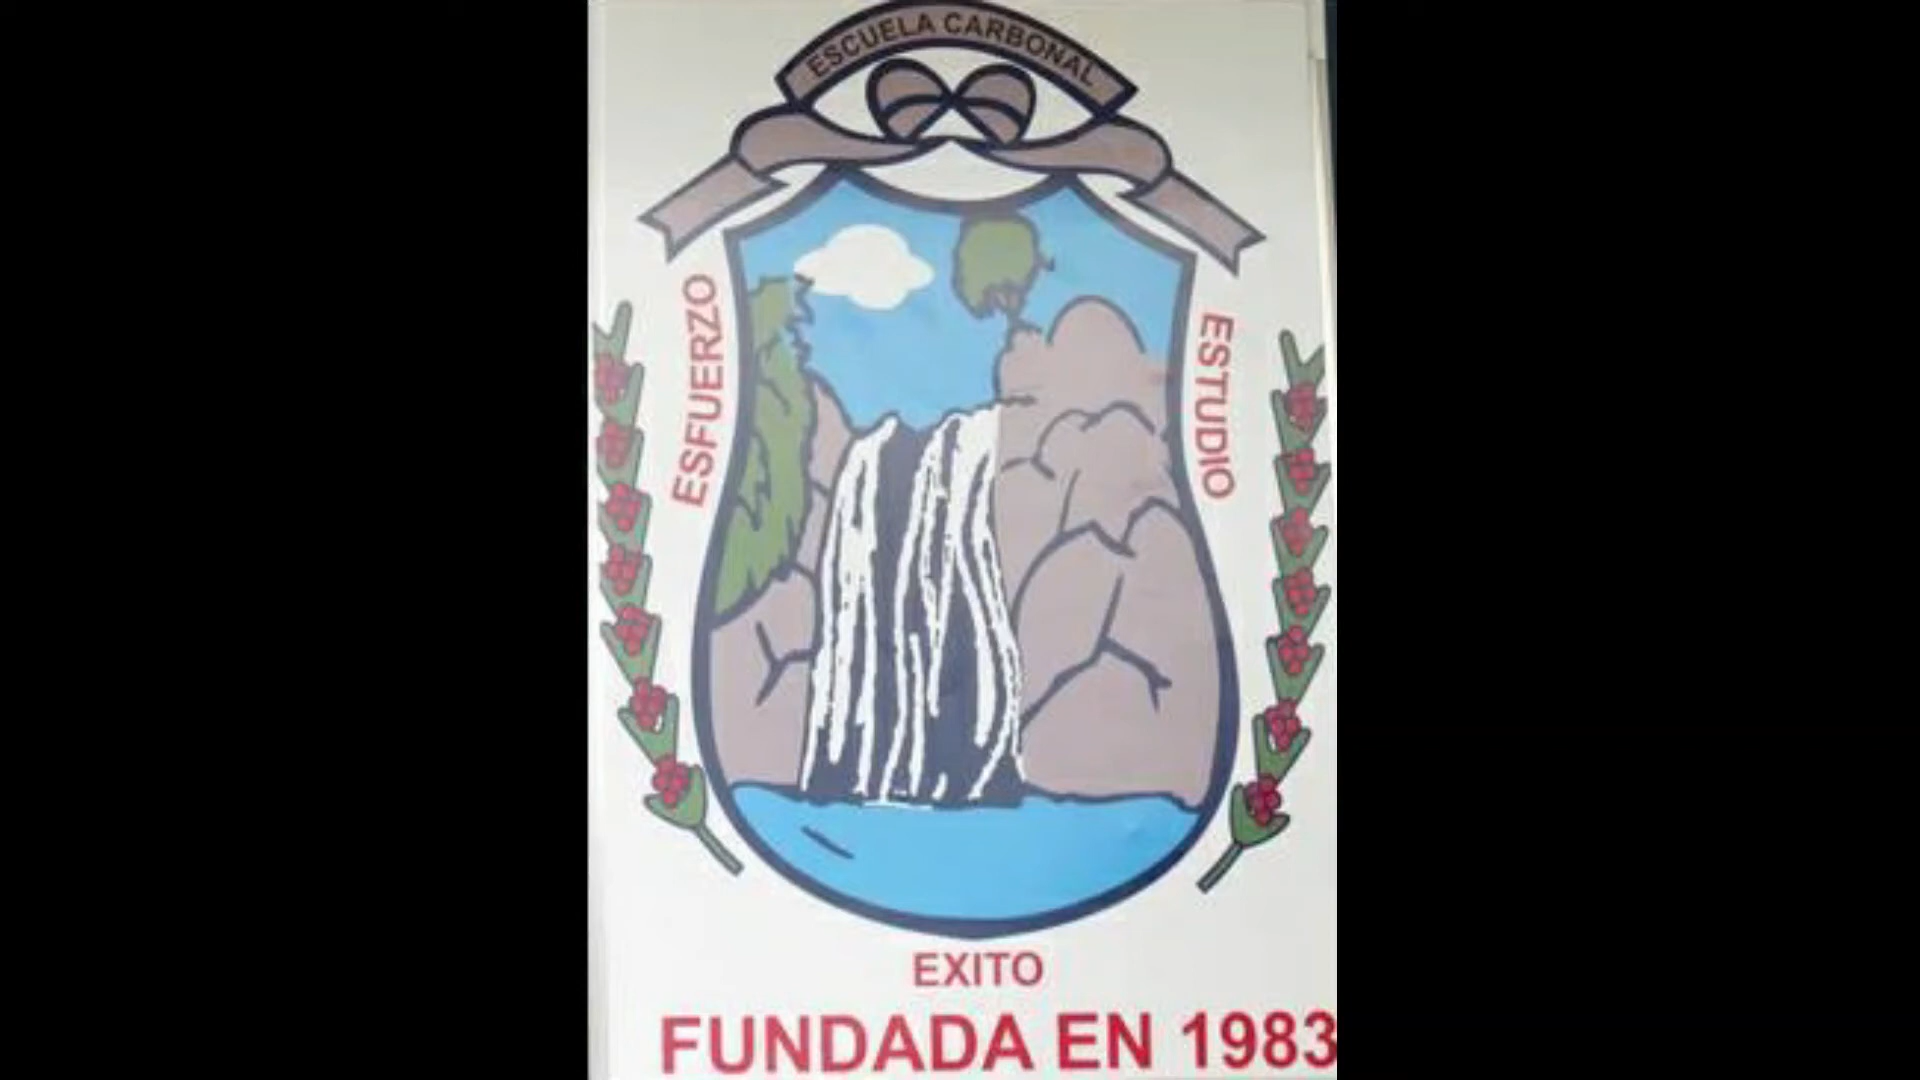 ESCUELA CARBONAL
ESFUERZO
ESTUDIO
EXITO
FUNDADA EN 1983